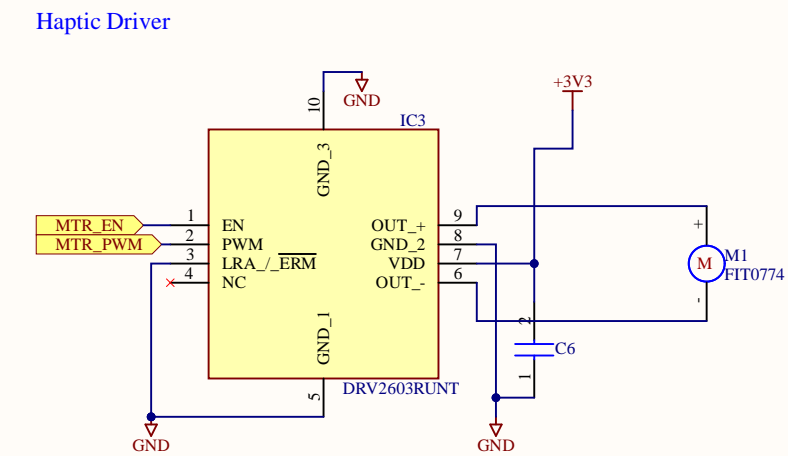 Haptic Driver
+3V3
10
GND
IC3
GND_3
MTR_EN
1
EN
OUT_+
9
+
MTR_PWM
2
PWM
GND_2
8
3
LRA_/_ERM
VDD
7
M
M1
4
NC
OUT_-
6
FIT0774
-
GND_1
2
C6
1
5
DRV2603RUNT
GND
GND